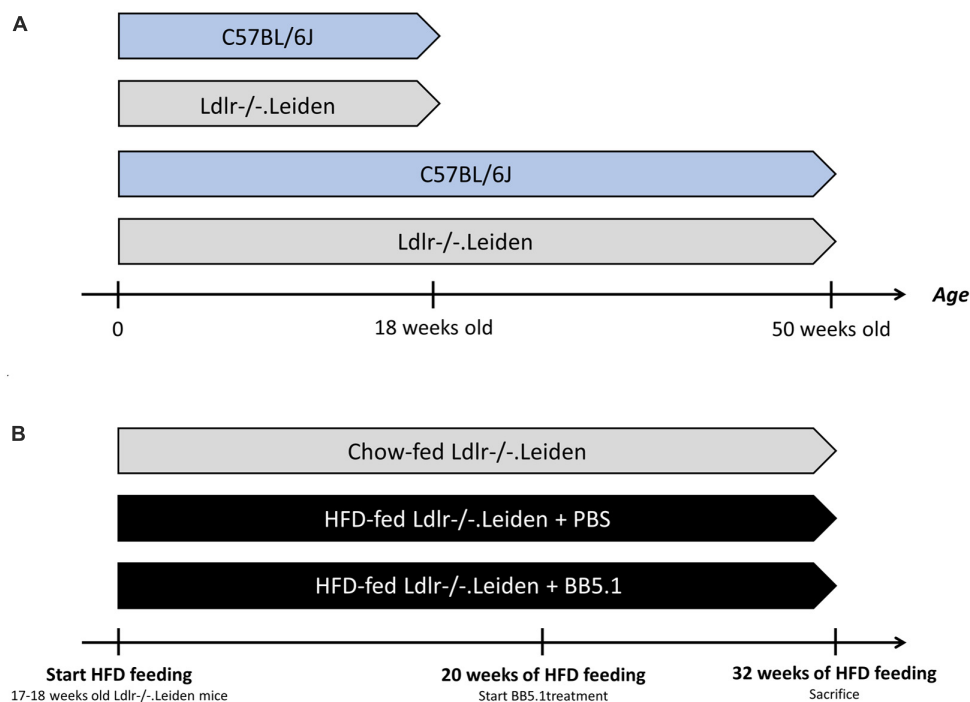 A
C57BL/6J
Ldlr-/-.Leiden
C57BL/6J
Ldlr-/-.Leiden
Age
0
18 weeks old
50 weeks old
B
Chow-fed Ldlr-/-.Leiden
HFD-fed Ldlr-/-.Leiden + PBS
HFD-fed Ldlr-/-.Leiden + BB5.1
Start HFD feeding
17-18 weeks old Ldlr-/-.Leiden mice
20 weeks of HFD feeding
Start BB5.1treatment
32 weeks of HFD feeding
Sacrifice